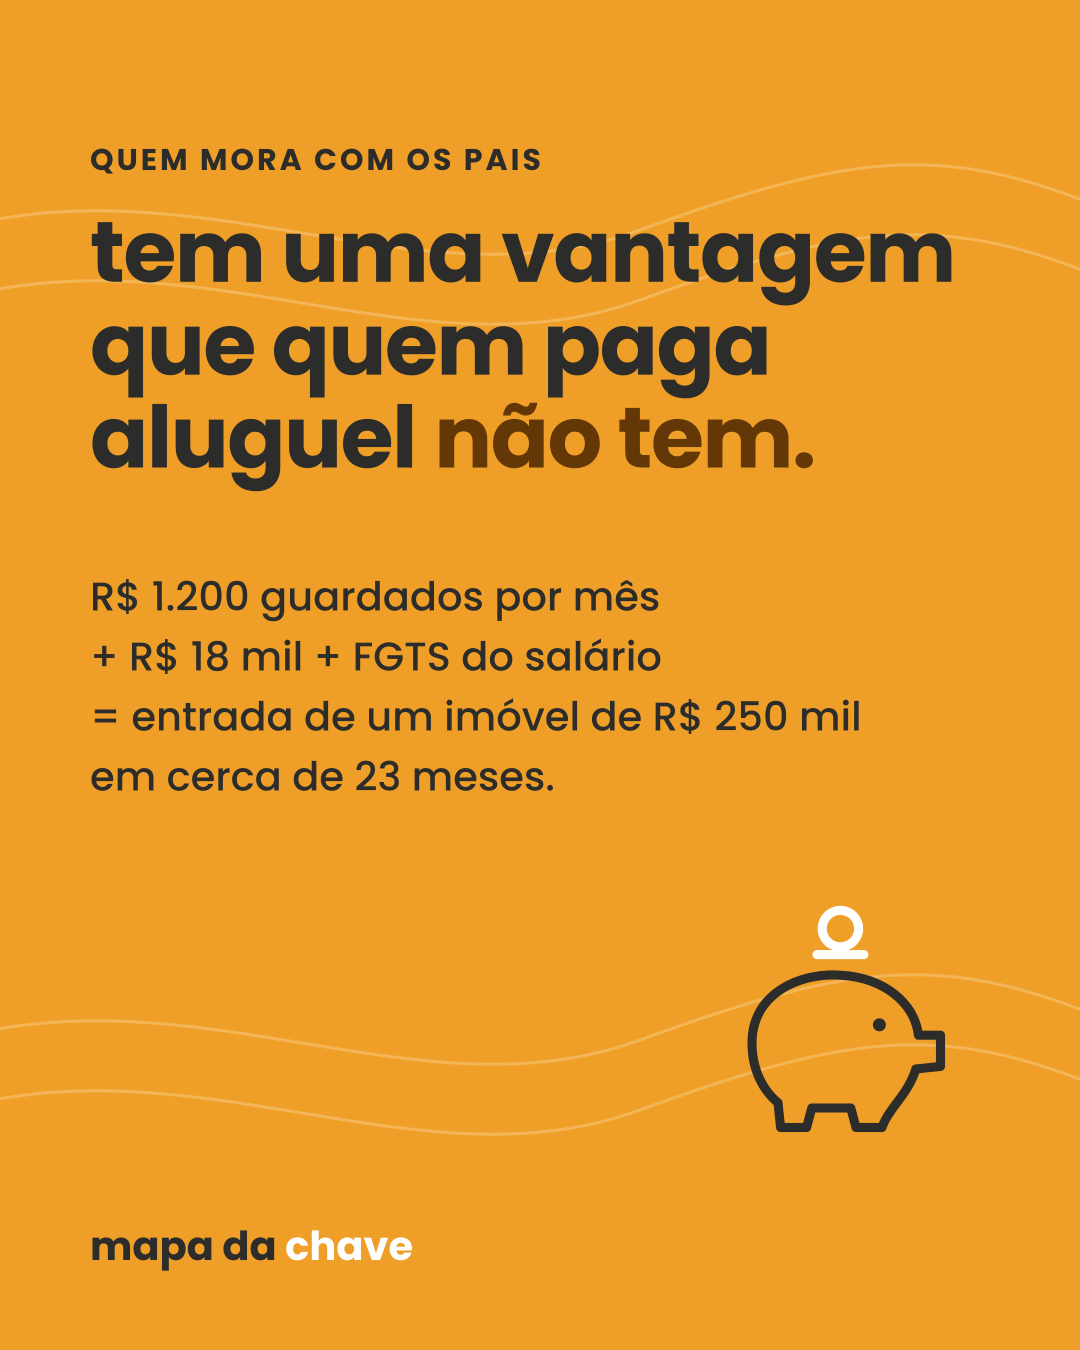 QUEM MORA COM OS PAIS
tem uma vantagem
que quem paga
aluguel não tem.
R$ 1.200 guardados por mês
+ R$ 18 mil + FGTS do salário
= entrada de um imóvel de R$ 250 mil
em cerca de 23 meses.
mapa da chave